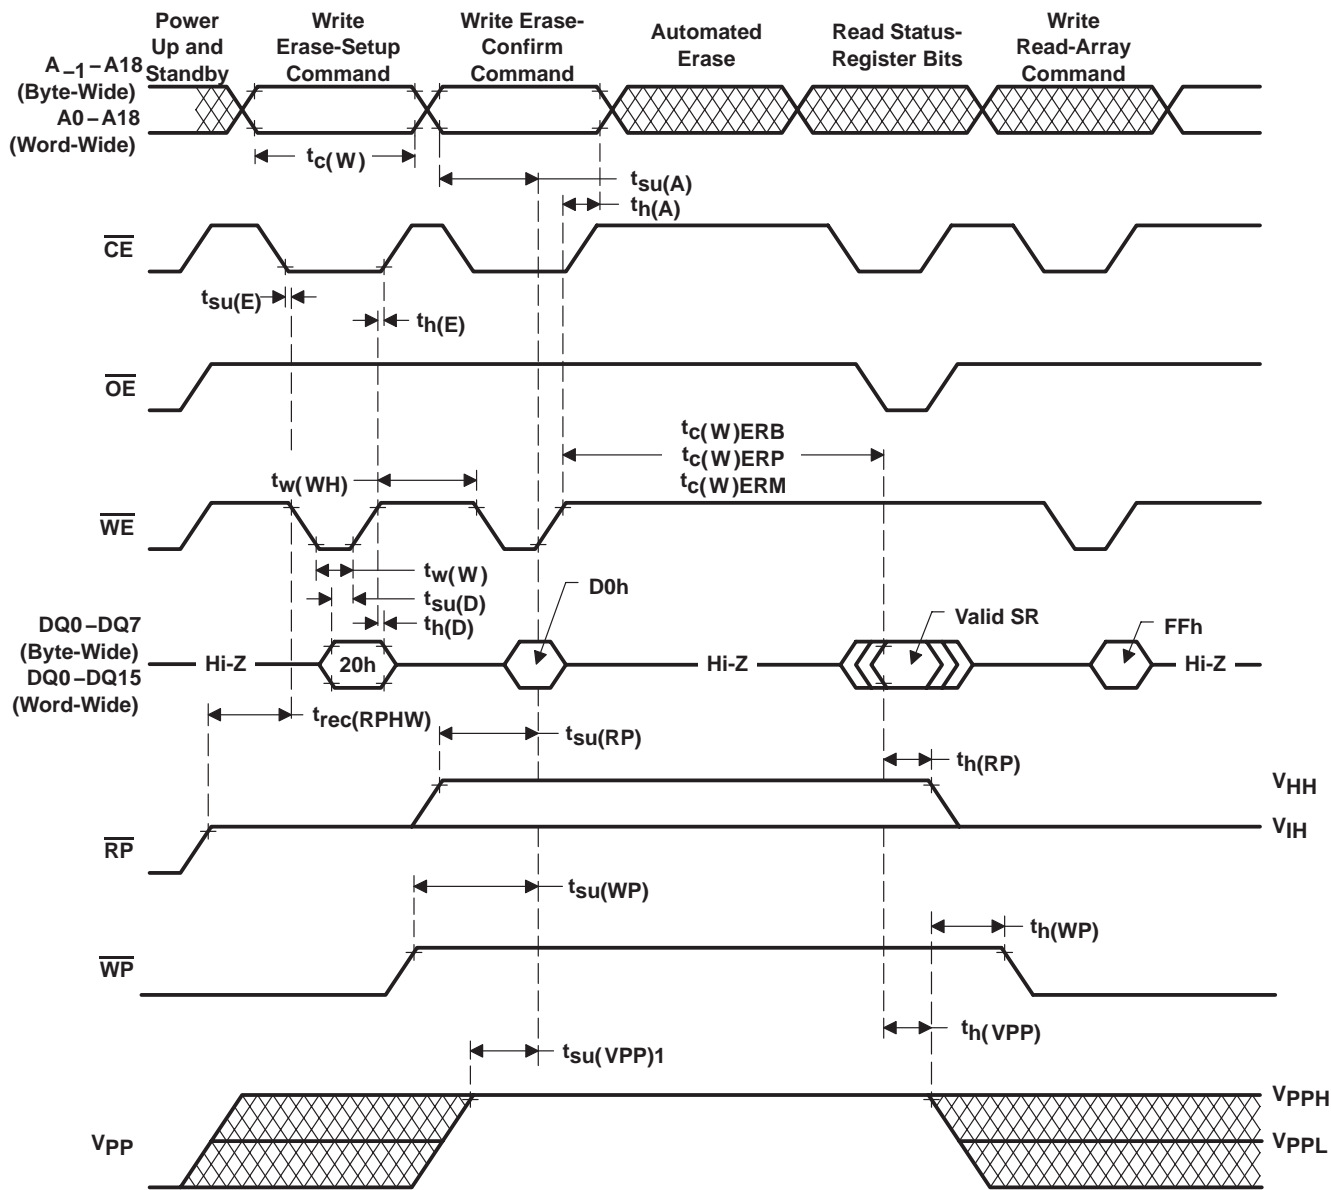 Power
Up and
Standby
Write
Erase-Setup
Command
Write Erase-
Confirm
Command
Automated
Erase
Read Status-
Register Bits
Write
Read-Array
Command
A–1–A18
(Byte-Wide)
A0–A18
(Word-Wide)
tc(W)
tsu(A)
th(A)
CE
tsu(E)
th(E)
OE
tc(W)ERB
tc(W)ERP
tc(W)ERM
tw(WH)
WE
tw(W)
tsu(D)
th(D)
D0h
Valid SR
FFh
DQ0–DQ7
(Byte-Wide)
DQ0–DQ15
(Word-Wide)
Hi-Z
20h
Hi-Z
Hi-Z
trec(RPHW)
tsu(RP)
th(RP)
VHH
VIH
RP
tsu(WP)
th(WP)
WP
th(VPP)
tsu(VPP)1
VPPH
VPPL
VPP